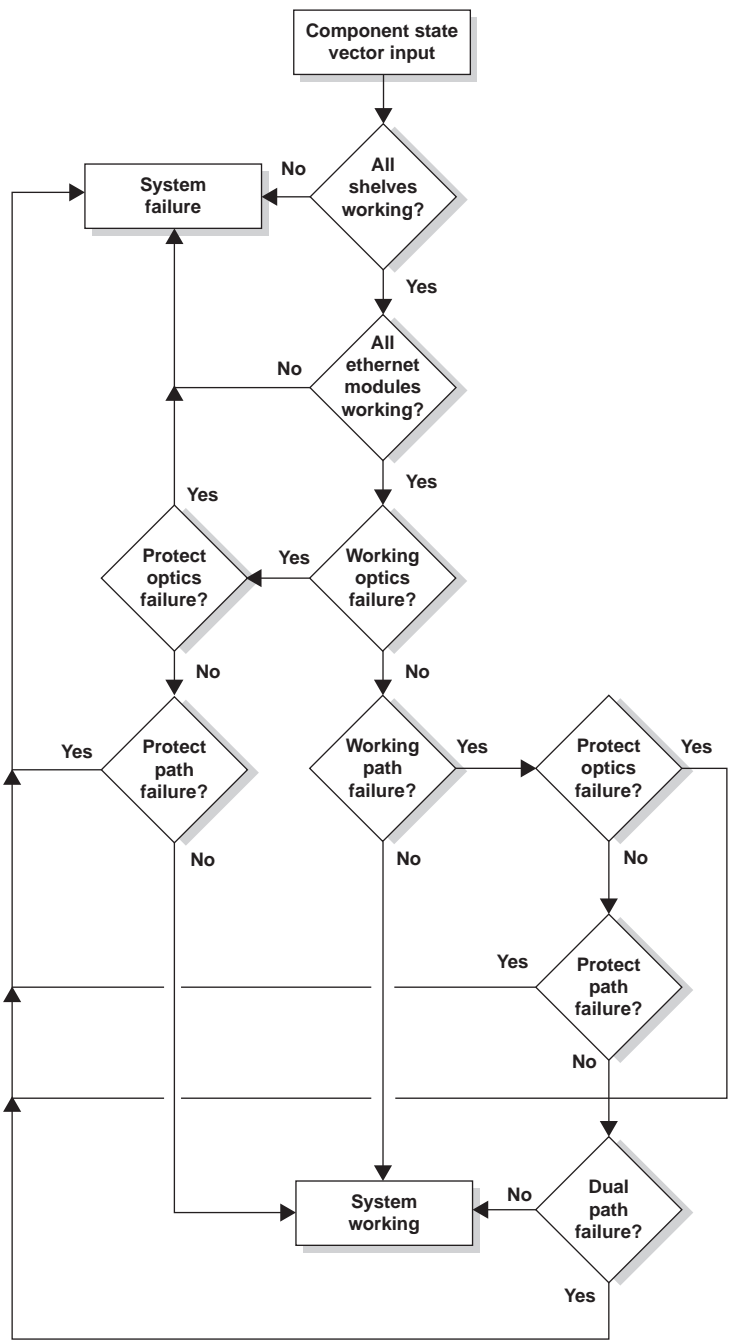 Component state
vector input
All
shelves
working?
No
System
failure
Yes
All
ethernet
modules
working?
No
Yes
Yes
Protect
optics
failure?
Yes
Working
optics
failure?
No
No
Yes
Protect
path
failure?
Working
path
failure?
Yes
Protect
optics
failure?
Yes
No
No
No
Yes
Protect
path
failure?
No
System
working
No
Dual
path
failure?
Yes